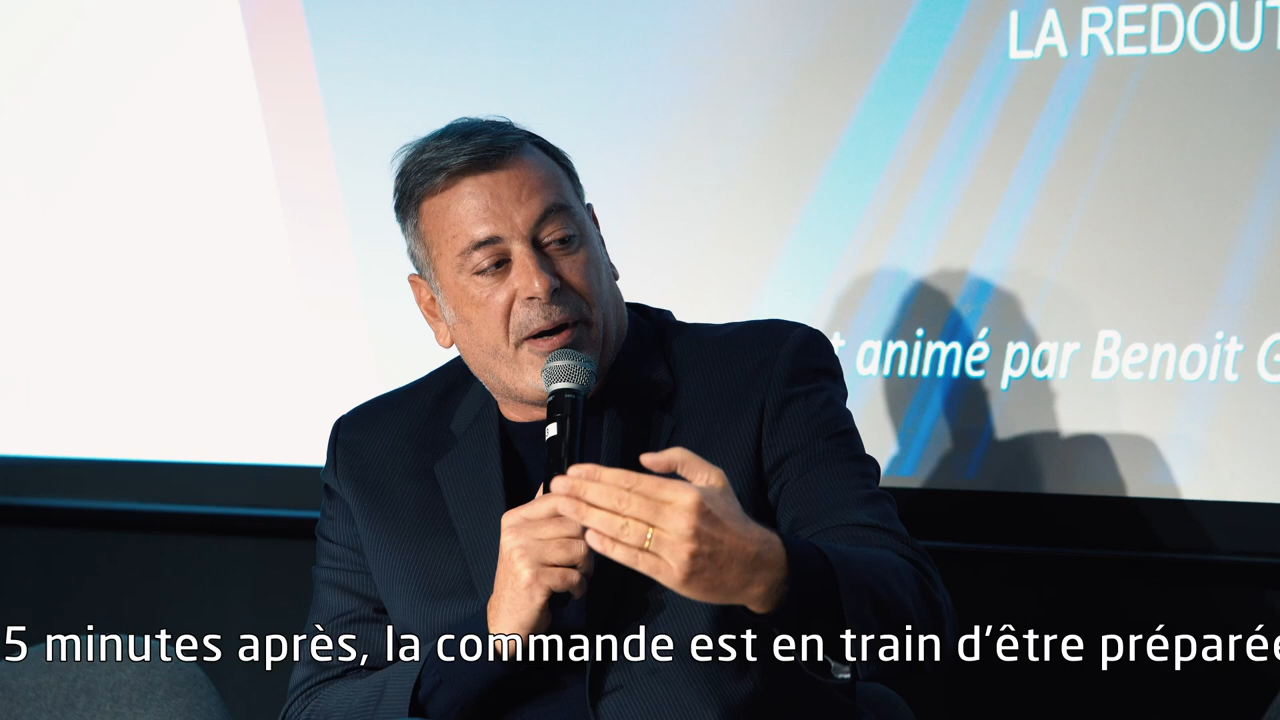 LA REDOUT
t animé par Benoit G
5 minutes après, la commande est en train d’être préparée